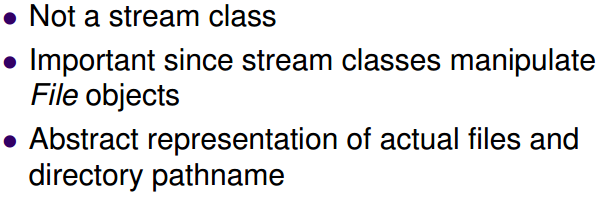 • Not a stream class
• Important since stream classes manipulate
File objects
• Abstract representation of actual files and
directory pathname